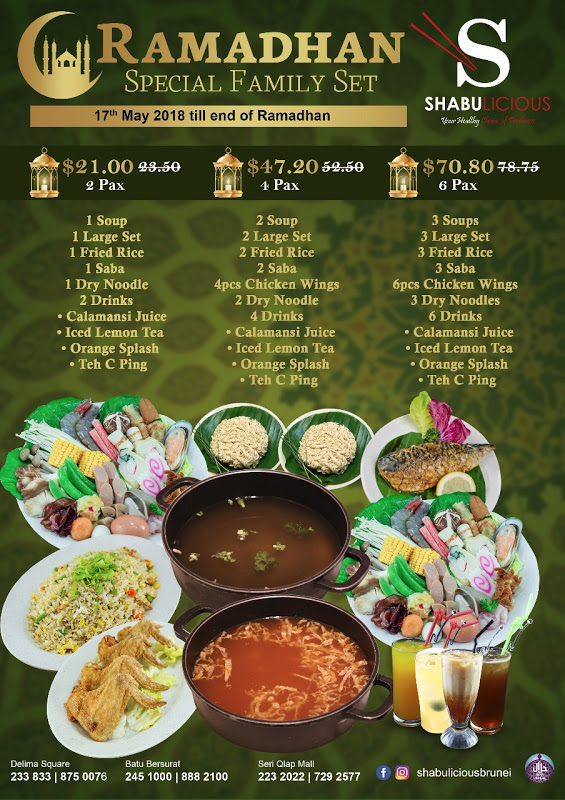 RAMADHAN
SPECIAL FAMILY SET
17th May 2018 till end of Ramadhan
S
SHABULICIOUS
$21.00 23.50
2 Pax
1 Soup
1 Large Set
1 Fried Rice
1 Saba
1 Dry Noodle
2 Drinks
• Calamansi Juice
• Iced Lemon Tea
• Orange Splash
• Teh C Ping
$47.20 52.50
4 Pax
2 Soup
2 Large Set
2 Fried Rice
2 Saba
4pcs Chicken Wings
2 Dry Noodle
4 Drinks
• Calamansi Juice
• Iced Lemon Tea
• Orange Splash
• Teh C Ping
$70.80 78.75
6 Pax
3 Soups
3 Large Set
3 Fried Rice
3 Saba
6pcs Chicken Wings
3 Dry Noodles
6 Drinks
• Calamansi Juice
• Iced Lemon Tea
• Orange Splash
• Teh C Ping
Delima Square
233 833 | 875 0076
Batu Bersurat
245 1000 | 888 2100
Seri Qlap Mall
223 2022 | 729 2577
shabuliciousbrunei